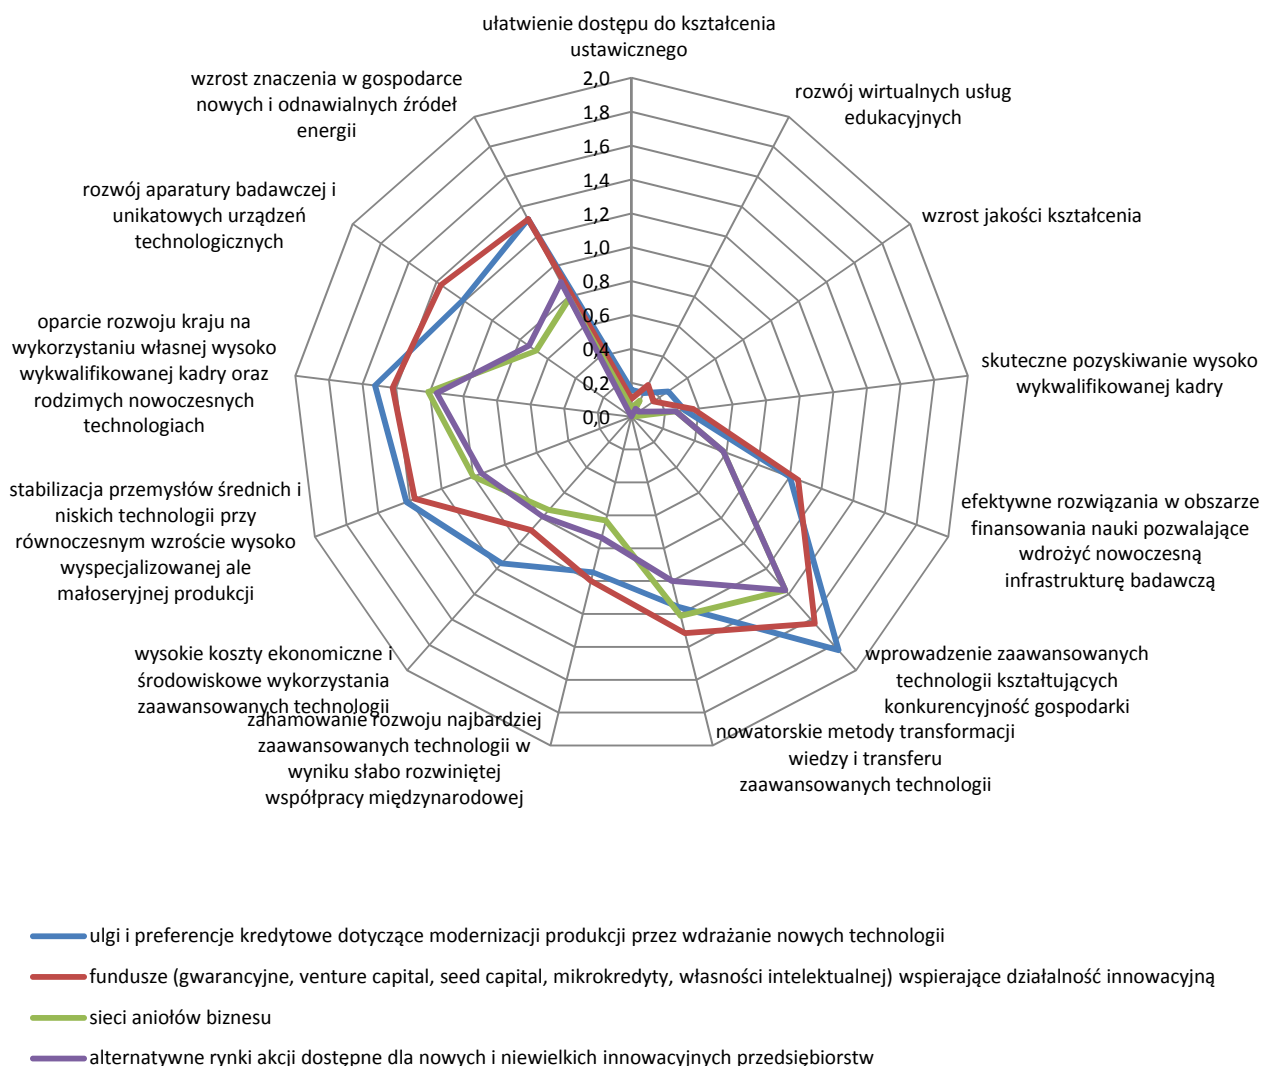 ułatwienie dostępu do kształcenia
ustawicznego
rozwój wirtualnych usług
edukacyjnych
wzrost jakości kształcenia
skuteczne pozyskiwanie wysoko
wykwalifikowanej kadry
efektywne rozwiązania w obszarze
finansowania nauki pozwalające
wdrożyć nowoczesną
infrastrukturę badawczą
wprowadzenie zaawansowanych
technologii kształtujących
konkurencyjność gospodarki
nowatorskie metody transformacji
wiedzy i transferu
zaawansowanych technologii
zahamowanie rozwoju najbardziej
zaawansowanych technologii w
wyniku słabo rozwiniętej
współpracy międzynarodowej
wysokie koszty ekonomiczne i
środowiskowe wykorzystania
zaawansowanych technologii
stabilizacja przemysłów średnich i
niskich technologii przy
równoczesnym wzroście wysoko
wyspecjalizowanej ale
małoseryjnej produkcji
oparcie rozwoju kraju na
wykorzystaniu własnej wysoko
wykwalifikowanej kadry oraz
rodzimych nowoczesnych
technologiach
rozwój aparatury badawczej i
unikatowych urządzeń
technologicznych
wzrost znaczenia w gospodarce
nowych i odnawialnych źródeł
energii
2,0
1,8
1,6
1,4
1,2
1,0
0,8
0,6
0,4
0,2
0,0
ulgi i preferencje kredytowe dotyczące modernizacji produkcji przez wdrażanie nowych technologii
fundusze (gwarancyjne, venture capital, seed capital, mikrokredyty, własności intelektualnej) wspierające działalność innowacyjną
sieci aniołów biznesu
alternatywne rynki akcji dostępne dla nowych i niewielkich innowacyjnych przedsiębiorstw